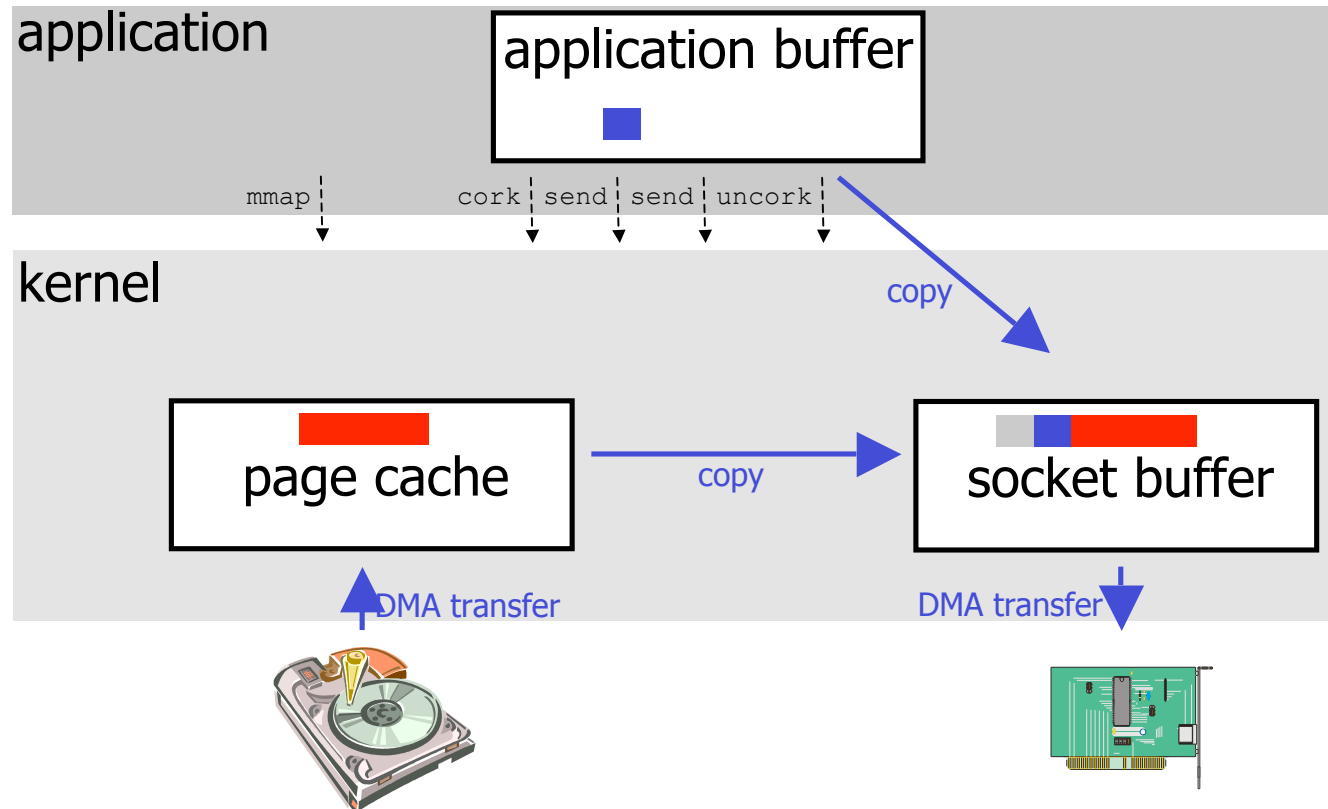 application
application buffer
mmap cork send send uncork
kernel
copy
page cache
copy
socket buffer
DMA transfer
DMA transfer